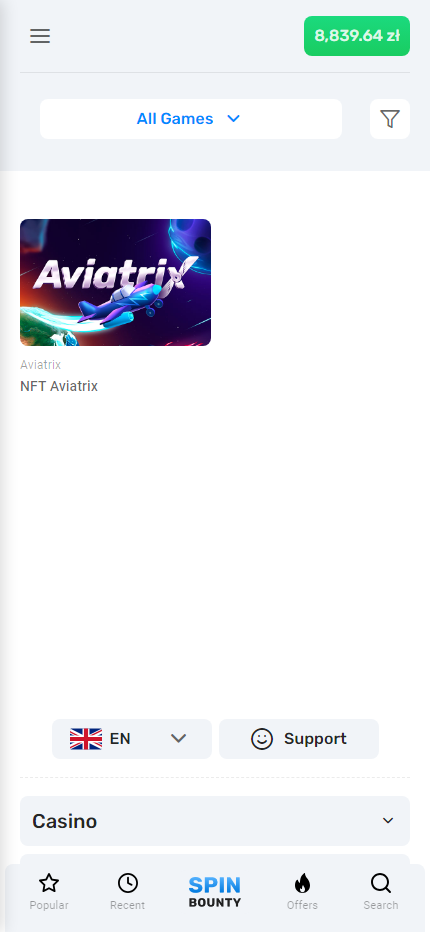 8,839.64 zł
All Games
Aviatrix
Aviatrix
NFT Aviatrix
EN
Support
Casino
Popular
Recent
SPIN
BOUNTY
Offers
Search